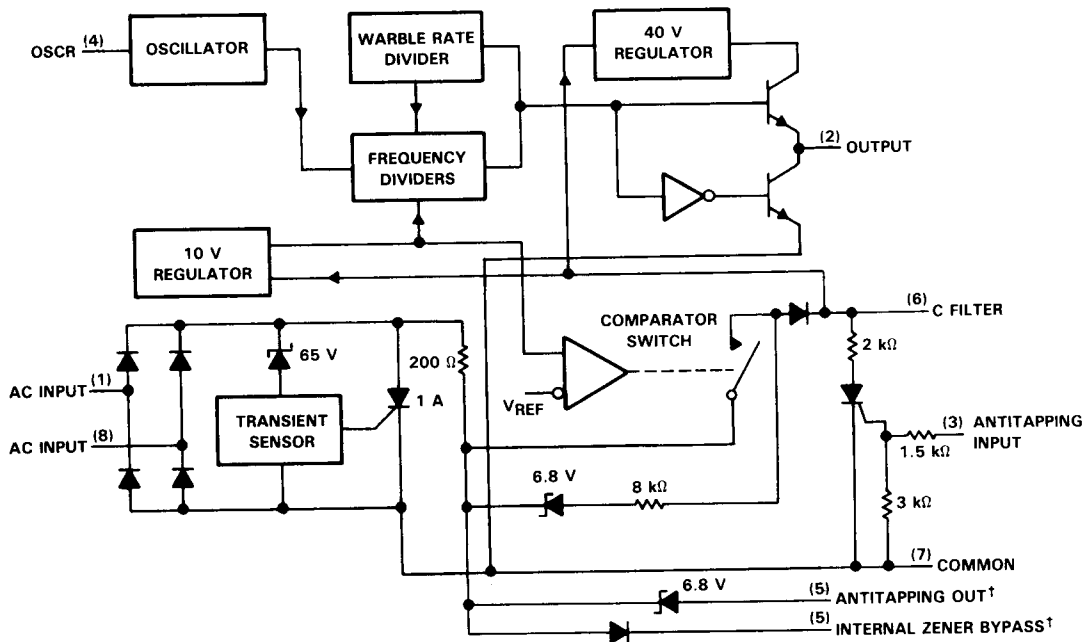 OSCR (4)
OSCILLATOR
WARBLE RATE
DIVIDER
40 V
REGULATOR
FREQUENCY
DIVIDERS
(2) OUTPUT
10 V
REGULATOR
COMPARATOR
SWITCH
(6) C FILTER
65 V
200 Ω
2 kΩ
AC INPUT (1)
1 A
VREF
TRANSIENT
SENSOR
AC INPUT (8)
(3) ANTITAPPING
INPUT
1.5 kΩ
6.8 V
8 kΩ
3 kΩ
(7) COMMON
6.8 V
(5) ANTITAPPING OUT†
(5) INTERNAL ZENER BYPASS†